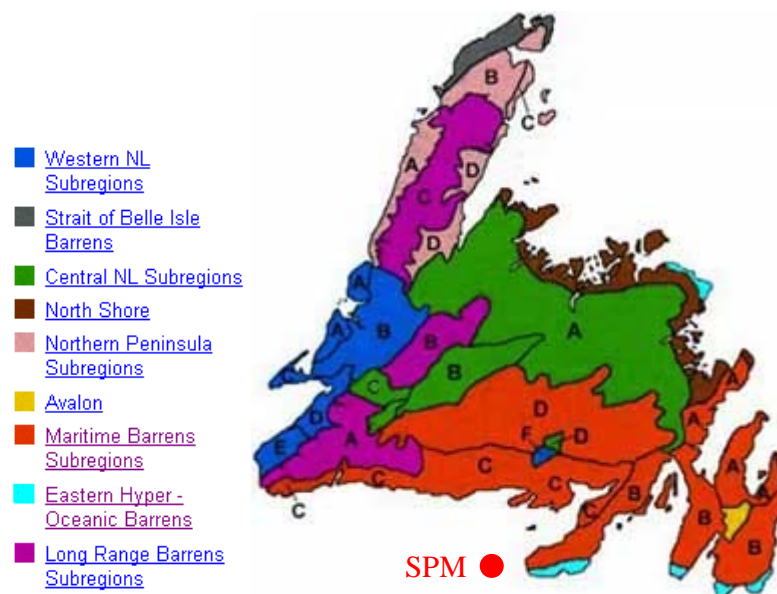 Western NL
Subregions
Strait of Belle Isle
Barrens
Central NL Subregions
North Shore
Northern Peninsula
Subregions
Avalon
Maritime Barrens
Subregions
Eastern Hyper -
Oceanic Barrens
Long Range Barrens
Subregions
B
C
A
D
C
D
A
A
B
B
A
C
B
C
D
D
F
D
E
A
A
A
A
A
C
C
C
C
C
B
B
B
SPM